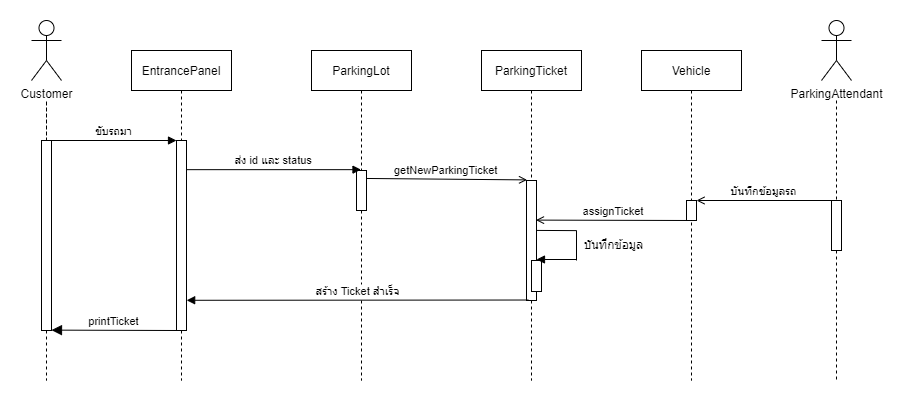 Customer
EntrancePanel
ParkingLot
ParkingTicket
Vehicle
ParkingAttendant
ขับรถมา
ส่ง id และ status
getNewParkingTicket
บันทึกข้อมูลรถ
assignTicket
บันทึกข้อมูล
สร้าง Ticket สำเร็จ
printTicket